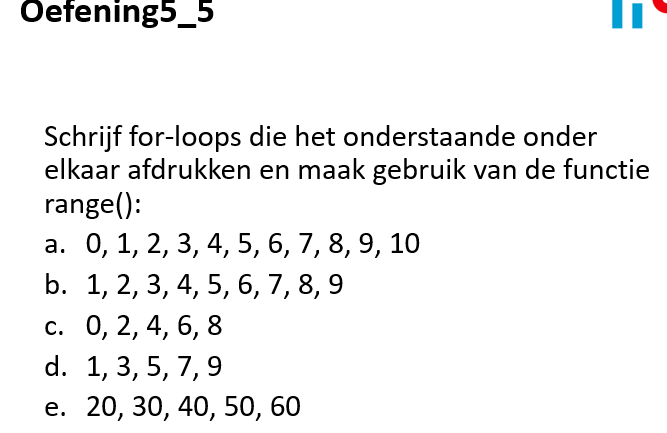 Oefening5_5
Schrijf for-loops die het onderstaande onder
elkaar afdrukken en maak gebruik van de functie
range():
a. 0, 1, 2, 3, 4, 5, 6, 7, 8, 9, 10
b. 1, 2, 3, 4, 5, 6, 7, 8, 9
c. 0, 2, 4, 6, 8
d. 1, 3, 5, 7, 9
e. 20, 30, 40, 50, 60